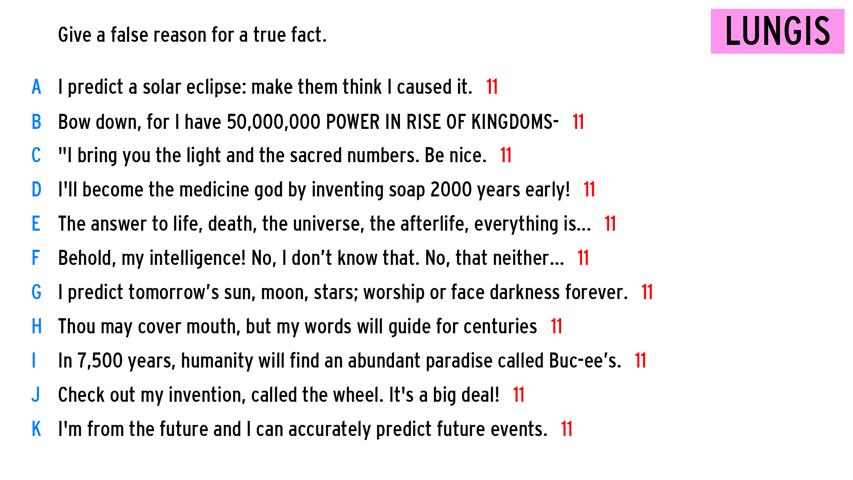 Give a false reason for a true fact.
LUNGIS
A I predict a solar eclipse: make them think I caused it. 11
B Bow down, for I have 50,000,000 POWER IN RISE OF KINGDOMS- 11
C "I bring you the light and the sacred numbers. Be nice. 11
D I'll become the medicine god by inventing soap 2000 years early! 11
E The answer to life, death, the universe, the afterlife, everything is... 11
F Behold, my intelligence! No, I don’t know that. No, that neither... 11
G I predict tomorrow’s sun, moon, stars; worship or face darkness forever. 11
H Thou may cover mouth, but my words will guide for centuries 11
I In 7,500 years, humanity will find an abundant paradise called Buc-ee’s. 11
J Check out my invention, called the wheel. It's a big deal! 11
K I'm from the future and I can accurately predict future events. 11